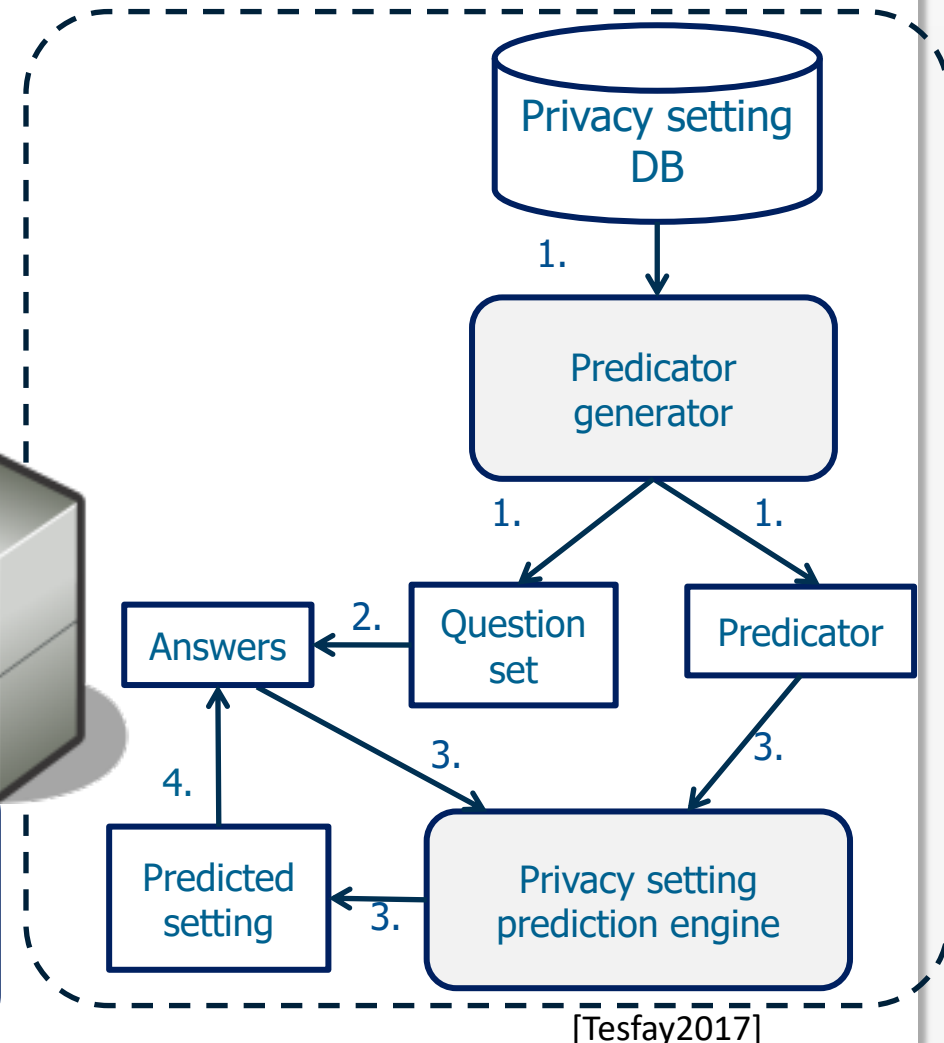 Privacy setting
DB
1.
Predicator
generator
1.
1.
Answers
2.
Question
set
Predicator
3.
3.
4.
Predicted
setting
3.
Privacy setting
prediction engine
[Tesfay2017]